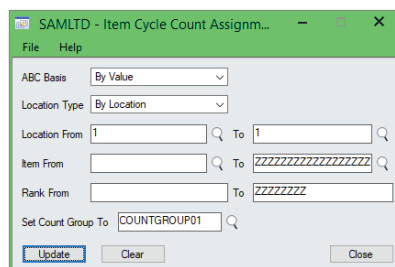 SAMLTD - Item Cycle Count Assignm...
File Help
ABC Basis By Value
Location Type By Location
Location From 1 To 1
Item From To ZZZZZZZZZZZZZZZZZZ
Rank From To ZZZZZZZZ
Set Count Group To COUNTGROUP01
Update Clear Close